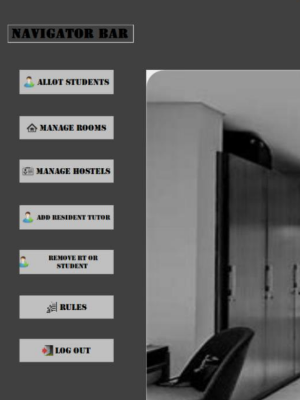 NAVIGATOR BAR
ALLOT STUDENTS
MANAGE ROOMS
MANAGE HOSTELS
ADD RESIDENT TUTOR
REMOVE RT OR
STUDENT
RULES
LOG OUT